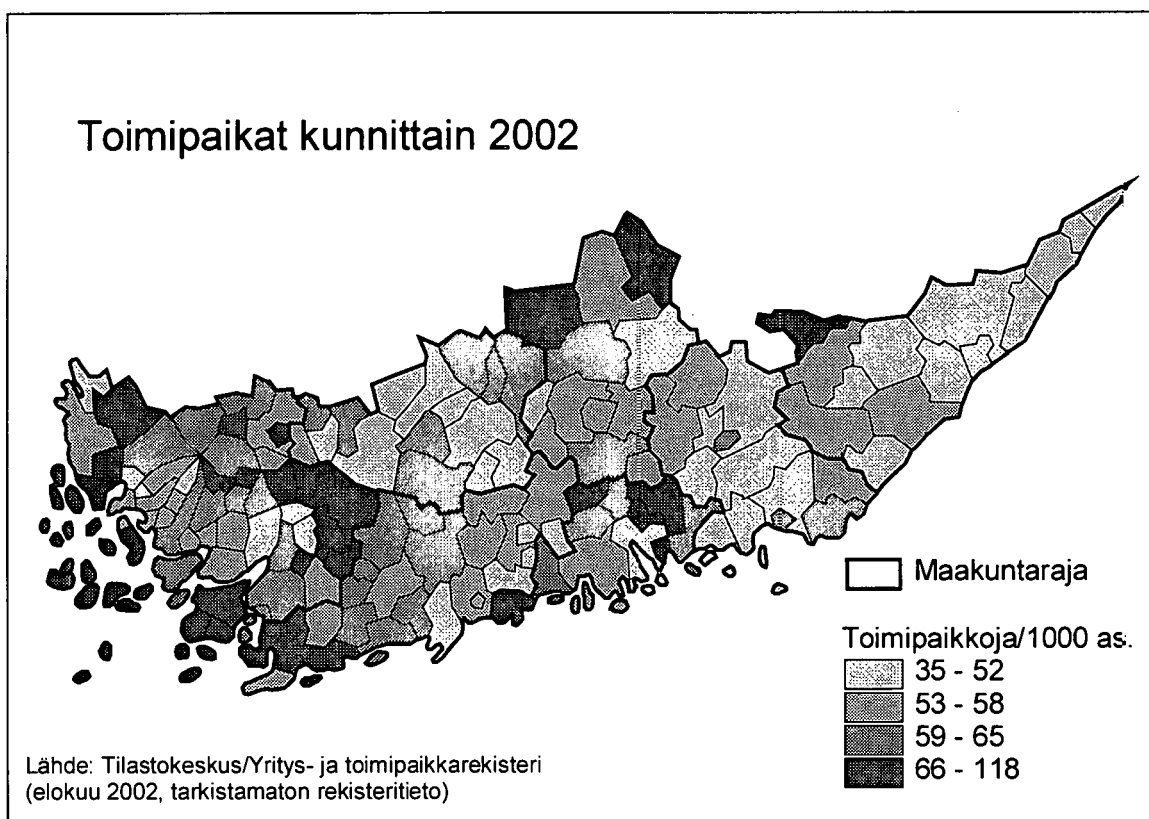 Toimipaikat kunnittain 2002
Maakuntaraja
Toimipaikkoja/1000 as.
35 - 52
53 - 58
59 - 65
66 - 118
Lähde: Tilastokeskus/Yritys- ja toimipaikkarekisteri
(elokuu 2002, tarkistamaton rekisteritieto)